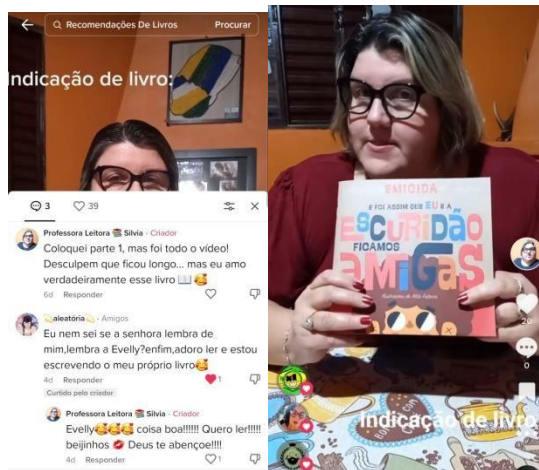 Recomendações De Livros
Procurar
Indicação de livro:
3
39
Professora Leitora 📚 Silvia · Criador
Coloquei parte 1, mas foi todo o vídeo!
Desculpem que ficou longo... mas eu amo
verdadeiramente esse livro 📖🥰
6d Responder
💫aleatória💫 · Amigos
Eu nem sei se a senhora lembra de
mim,lembra a Evelly?enfim,adoro ler e estou
escrevendo o meu próprio livro🥰
4d Responder
1
Curtido pelo criador
Professora Leitora 📚 Silvia · Criador
Evelly🥰🥰🥰 coisa boa!!!!!! Quero ler!!!!!
beijinhos 💋 Deus te abençoe!!!!
4d Responder
1
EMICIDA
E FOI ASSIM QUE EU E A
ESCURIDÃO
FICAMOS
AMIGAS
0
Indicação de livro